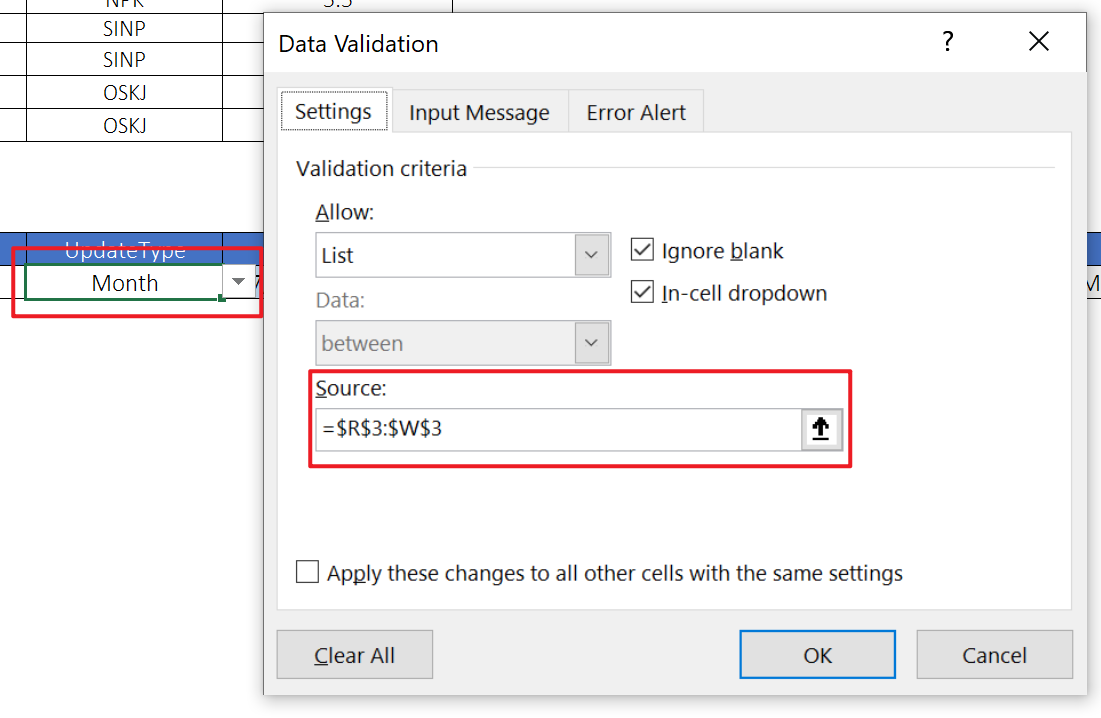 NPK 5.5
SINP
SINP
OSKJ
OSKJ
Data Validation ?
Settings Input Message Error Alert
Validation criteria
Allow:
List
Ignore blank
In-cell dropdown
Data:
between
UpdateType
Month
Source:
=$R$3:$W$3
Apply these changes to all other cells with the same settings
Clear All OK Cancel